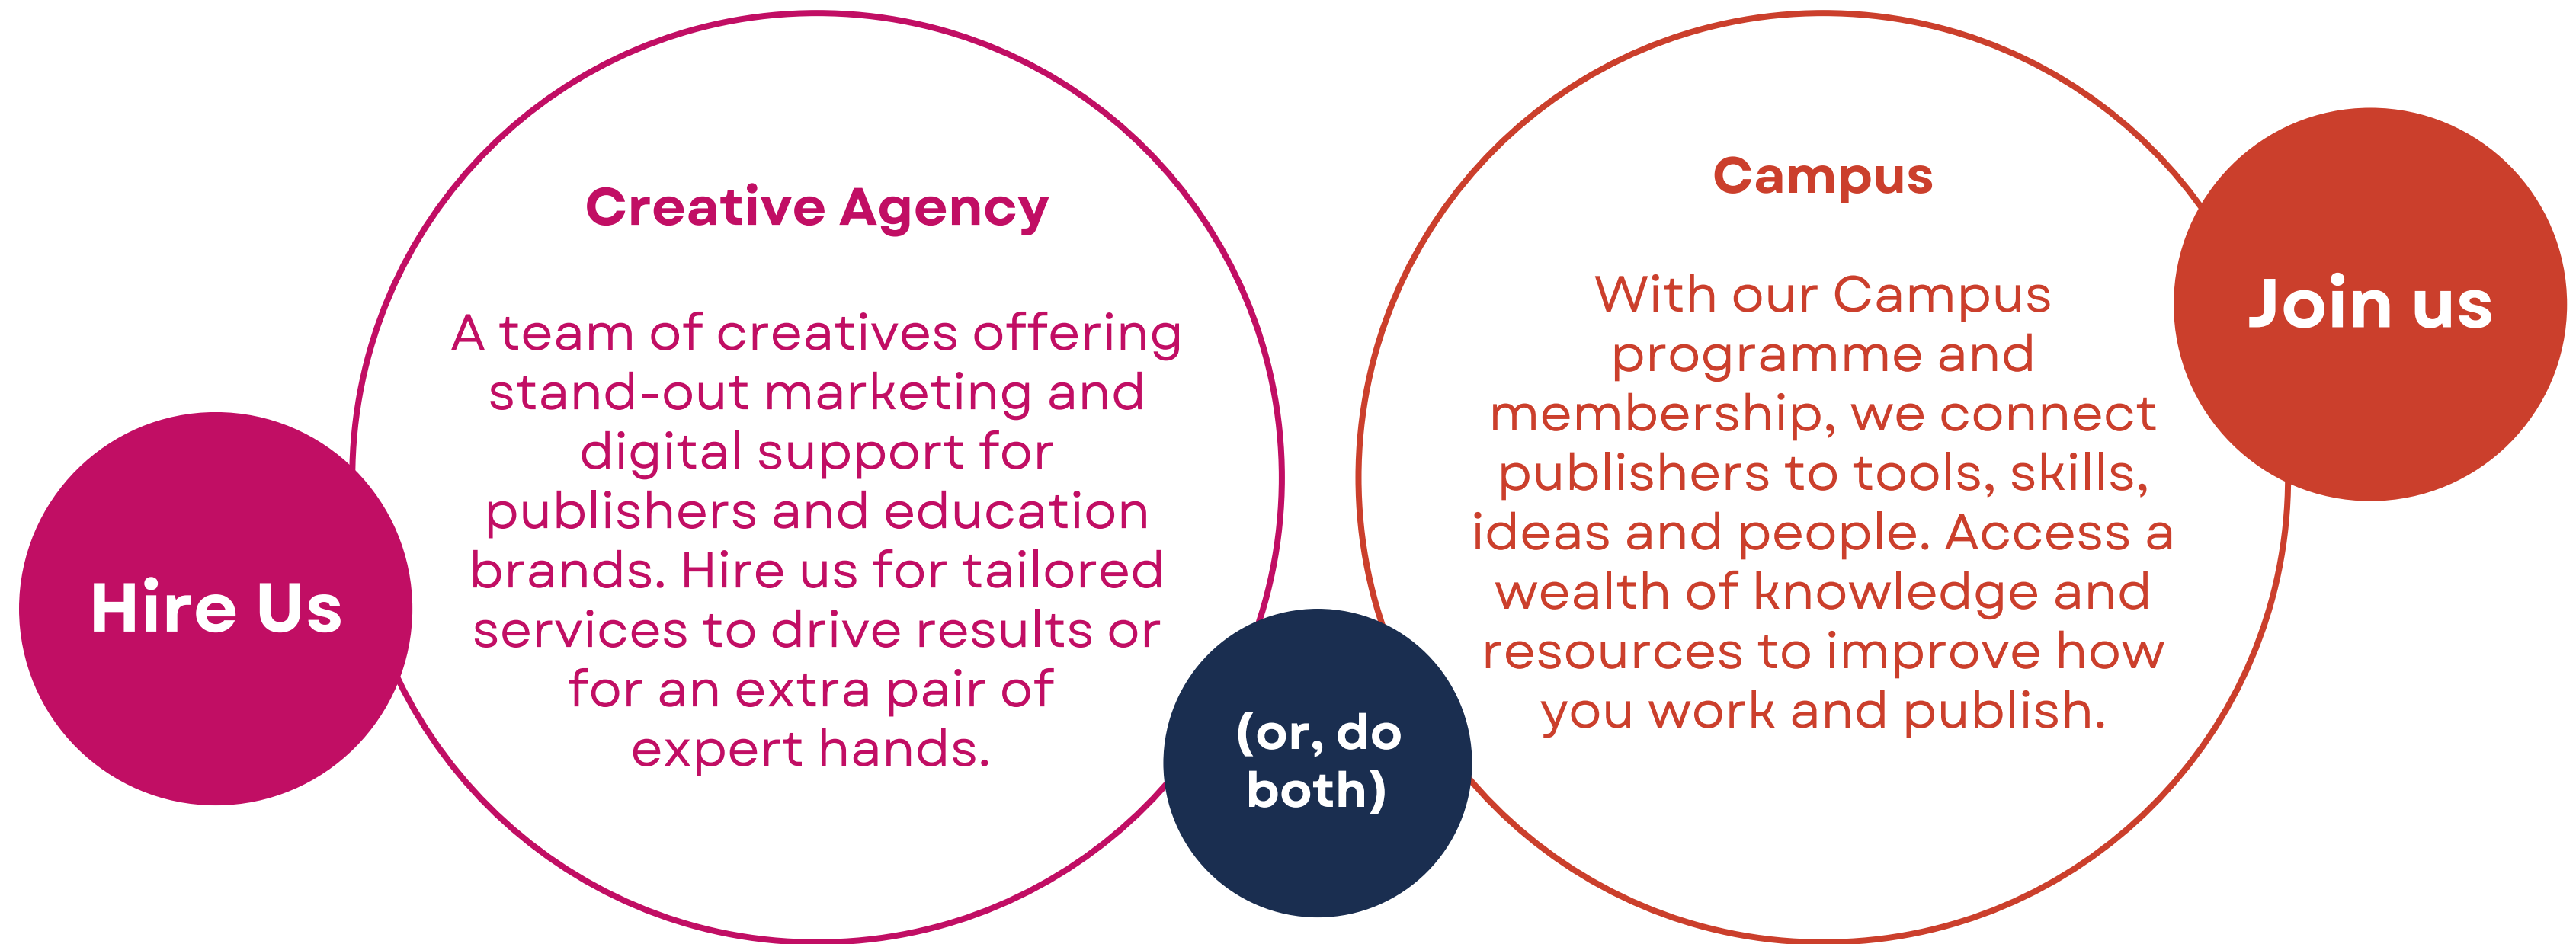 Hire Us
Creative Agency
A team of creatives offering
stand-out marketing and
digital support for
publishers and education
brands. Hire us for tailored
services to drive results or
for an extra pair of
expert hands.
(or, do
both)
Campus
With our Campus
programme and
membership, we connect
publishers to tools, skills,
ideas and people. Access a
wealth of knowledge and
resources to improve how
you work and publish.
Join us